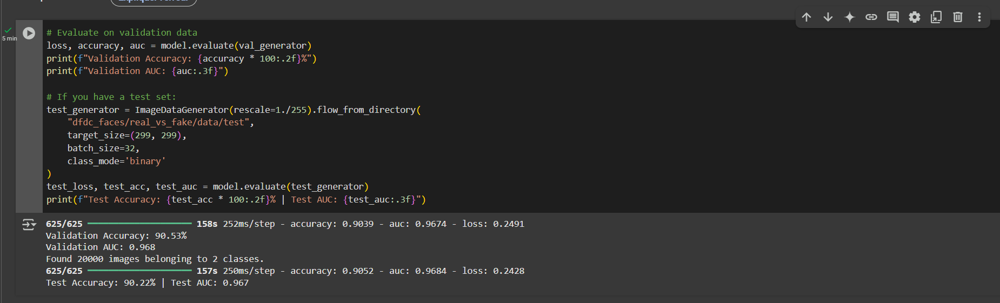 5 min
# Evaluate on validation data
loss, accuracy, auc = model.evaluate(val_generator)
print(f"Validation Accuracy: {accuracy * 100:.2f}%")
print(f"Validation AUC: {auc:.3f}")
# If you have a test set:
test_generator = ImageDataGenerator(rescale=1./255).flow_from_directory(
"dfdc_faces/real_vs_fake/data/test",
target_size=(299, 299),
batch_size=32,
class_mode='binary'
)
test_loss, test_acc, test_auc = model.evaluate(test_generator)
print(f"Test Accuracy: {test_acc * 100:.2f}% | Test AUC: {test_auc:.3f}")
625/625 158s 252ms/step - accuracy: 0.9039 - auc: 0.9674 - loss: 0.2491
Validation Accuracy: 90.53%
Validation AUC: 0.968
Found 20000 images belonging to 2 classes.
625/625 157s 250ms/step - accuracy: 0.9052 - auc: 0.9684 - loss: 0.2428
Test Accuracy: 90.22% | Test AUC: 0.967